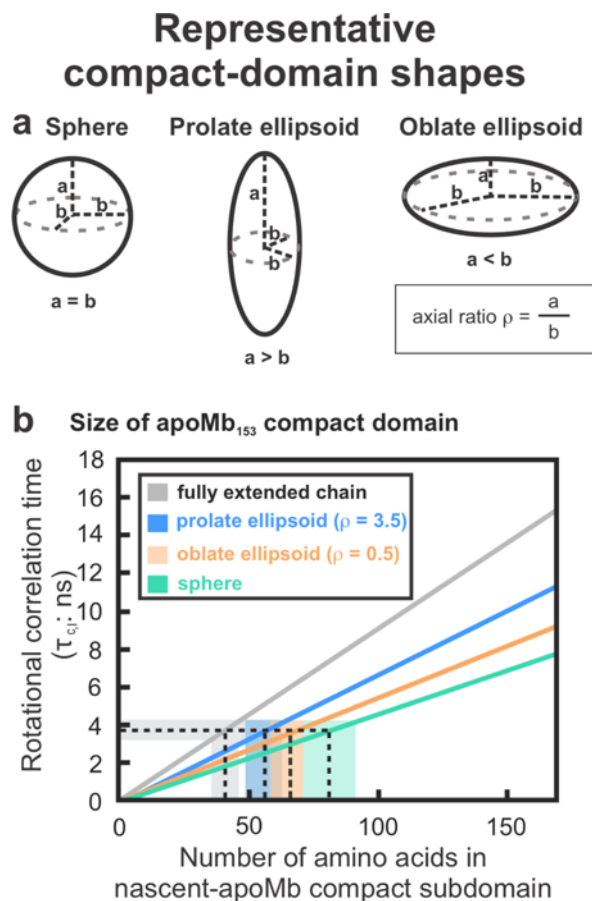 Representative
compact-domain shapes
a Sphere Prolate ellipsoid Oblate ellipsoid
a
b b
a = b
a
b
b
a > b
a
b b
a < b
axial ratio ρ = a
b
b Size of apoMb153 compact domain
Rotational correlation time
(τc,l: ns)
18
16
14
12
10
8
6
4
2
0
fully extended chain
prolate ellipsoid (ρ = 3.5)
oblate ellipsoid (ρ = 0.5)
sphere
0 50 100 150
Number of amino acids in
nascent-apoMb compact subdomain